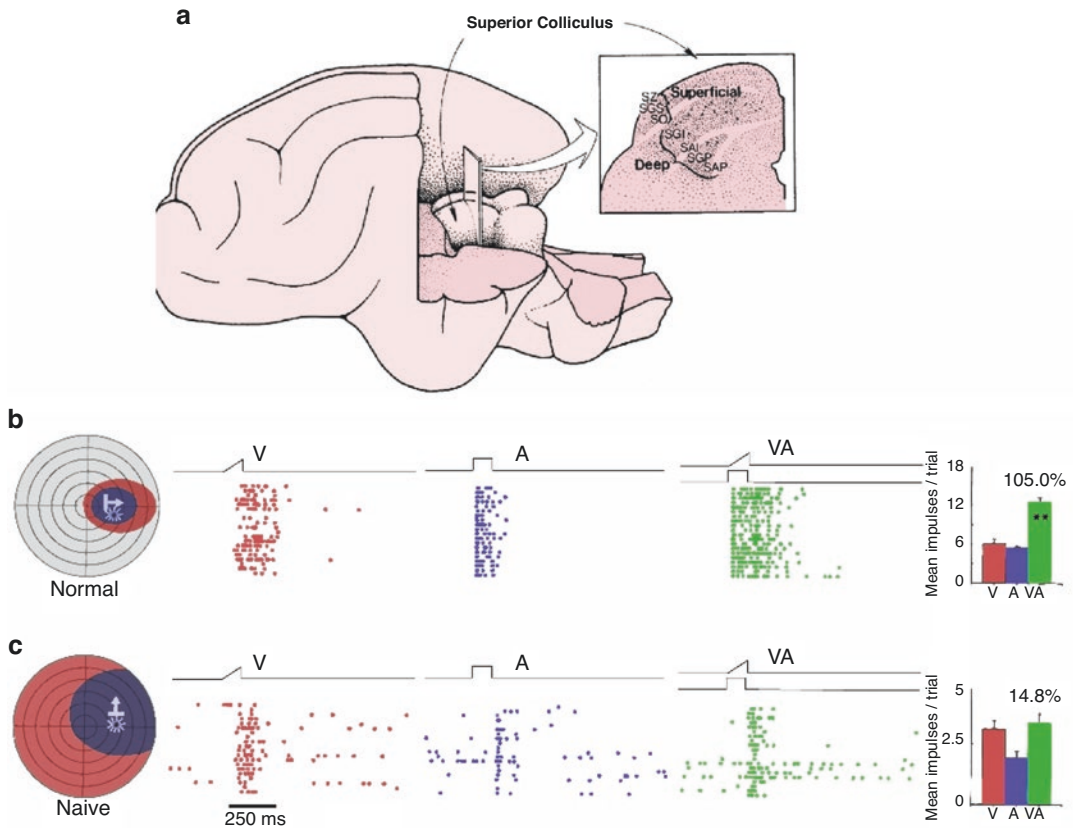 a
Superior Colliculus
SZ
Superficial
SGS
SO
SGI
SAI
SGP
Deep
SAP
b
V
A
VA
Normal
Mean impulses / trial
18
12
6
0
105.0%
**
V A VA
c
V
A
VA
Naive
250 ms
Mean impulses / trial
5
2.5
0
14.8%
V A VA